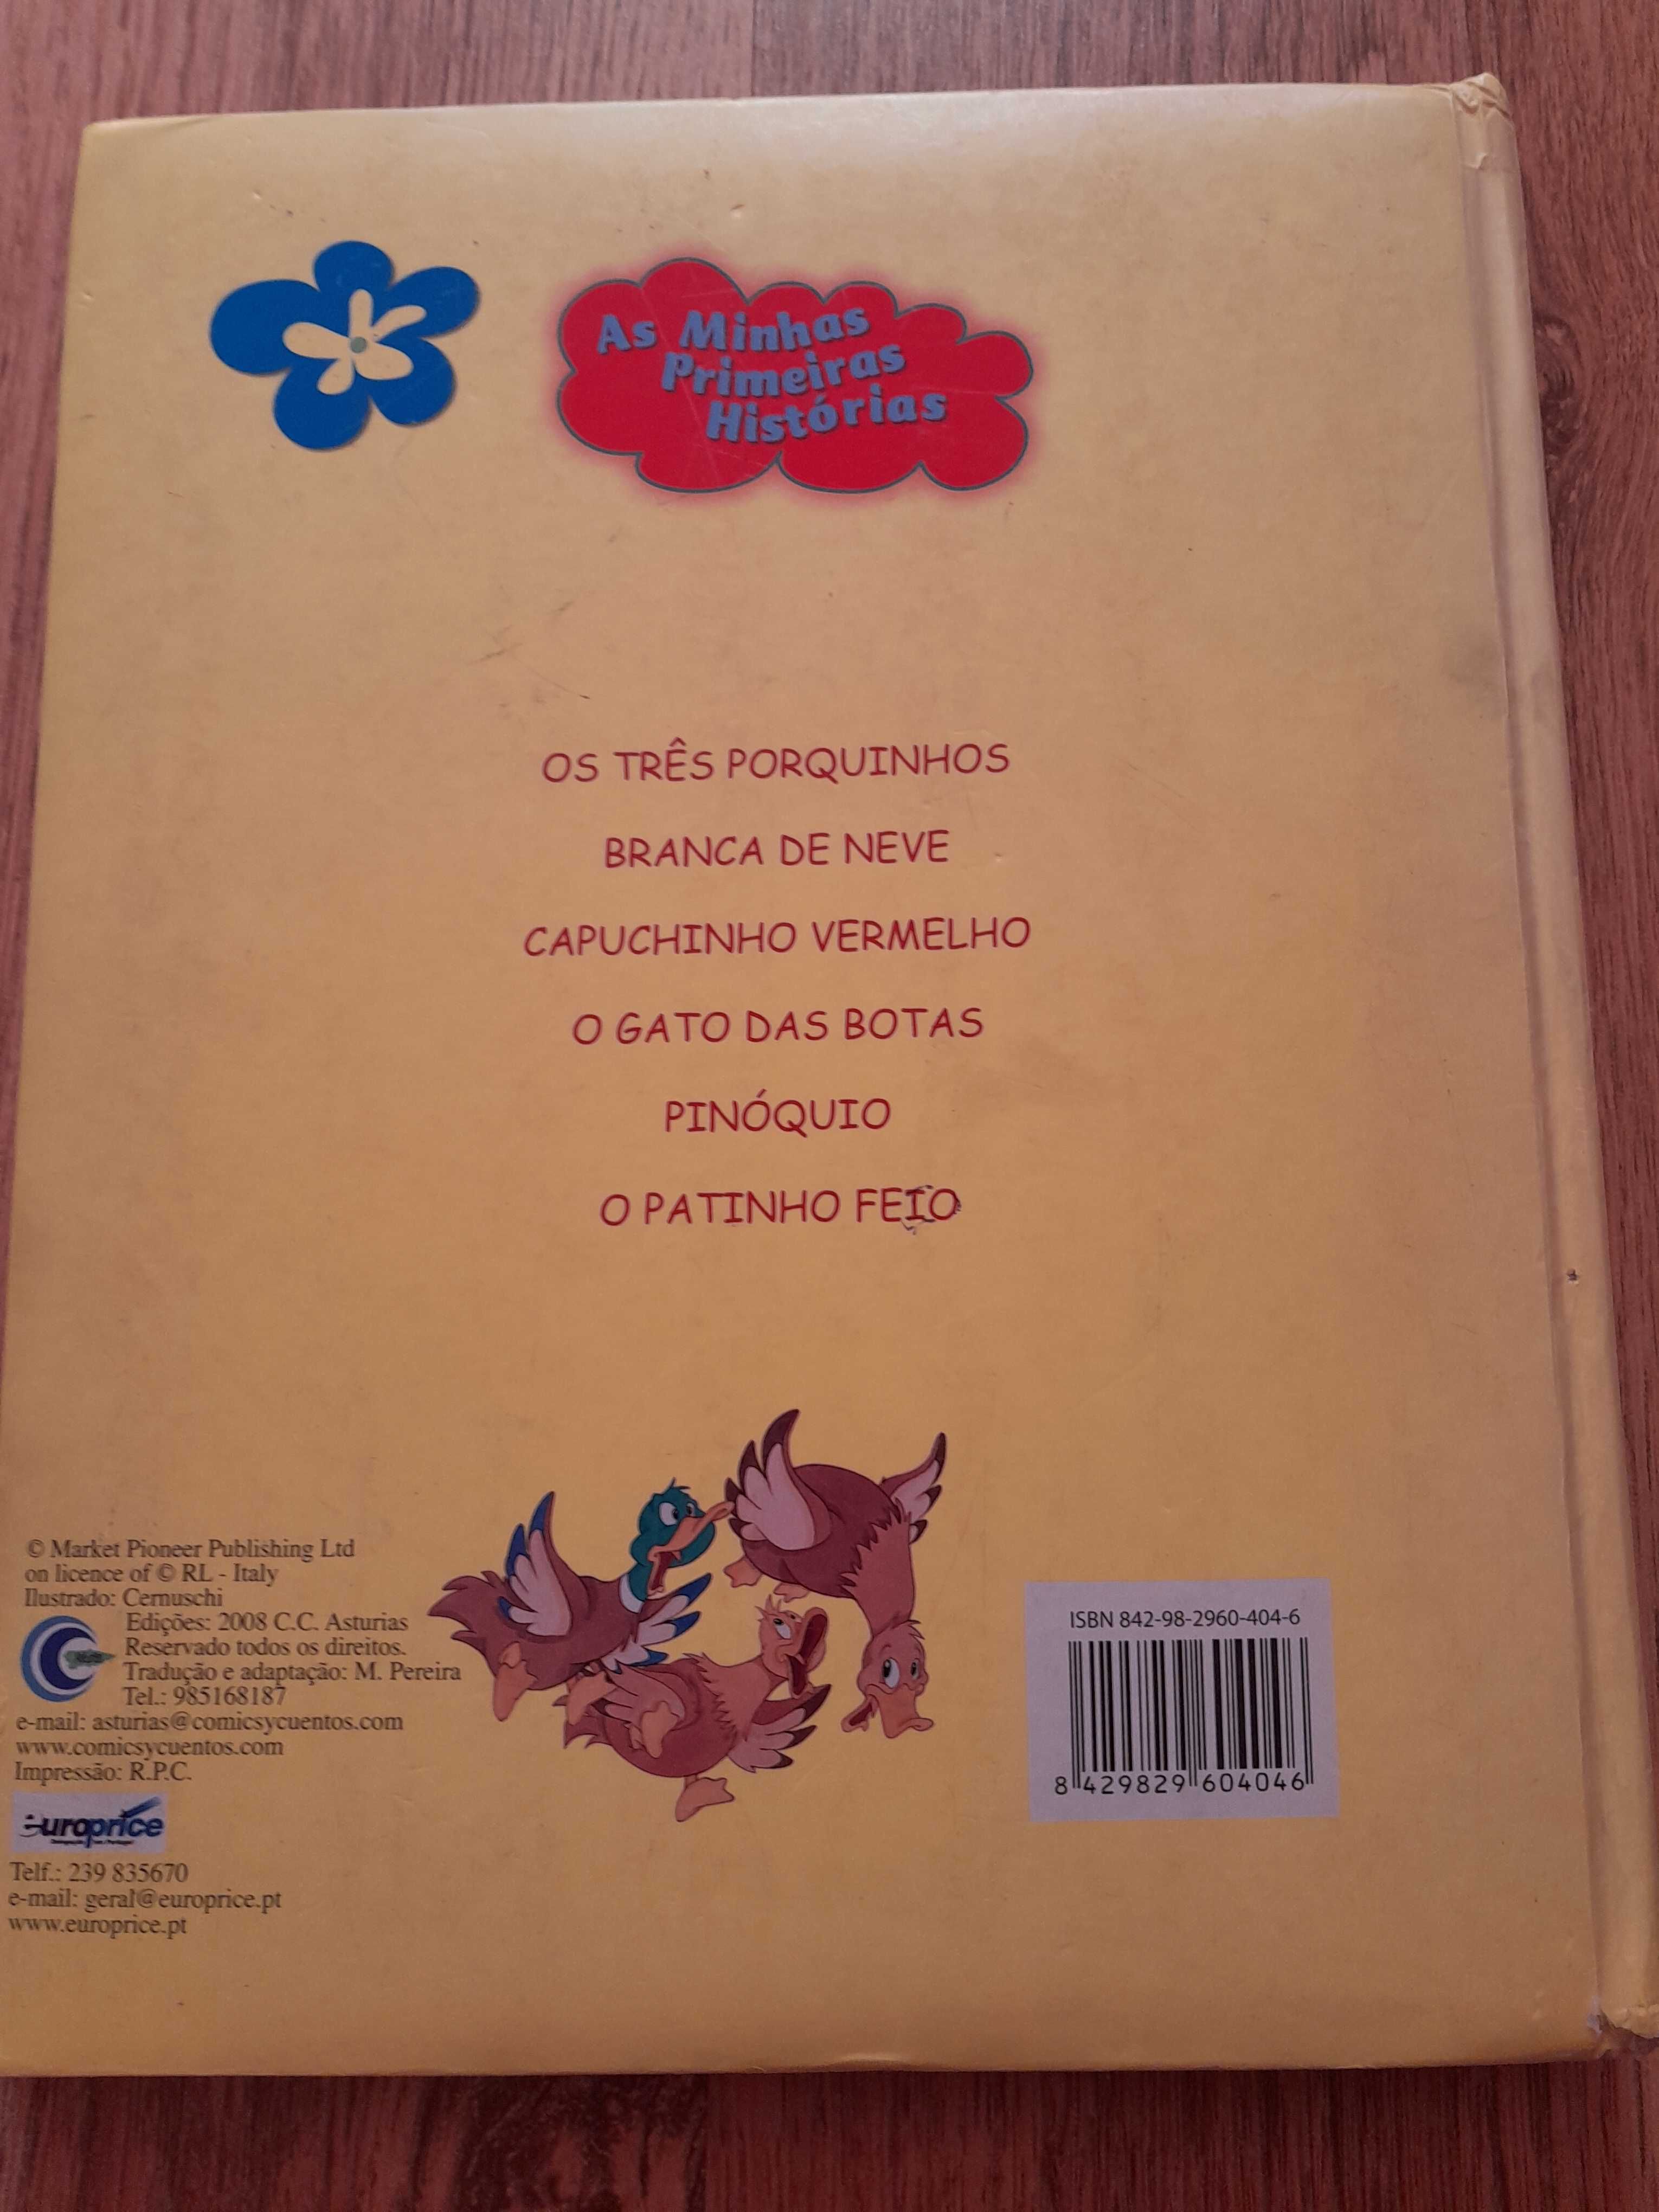 As Minhas
Primeiras
Histórias
OS TRÊS PORQUINHOS
BRANCA DE NEVE
CAPUCHINHO VERMELHO
O GATO DAS BOTAS
PINÓQUIO
O PATINHO FEIO
© Market Pioneer Publishing Ltd
on licence of © RL - Italy
Ilustrado: Cernuschi
Edições: 2008 C.C. Asturias
Reservado todos os direitos.
Tradução e adaptação: M. Pereira
Tel.: 985168187
e-mail: asturias@comicsycuentos.com
www.comicsycuentos.com
Impressão: R.P.C.
europrice
Telf.: 239 835670
e-mail: geral@europrice.pt
www.europrice.pt
ISBN 842-98-2960-404-6
8 429829 604046